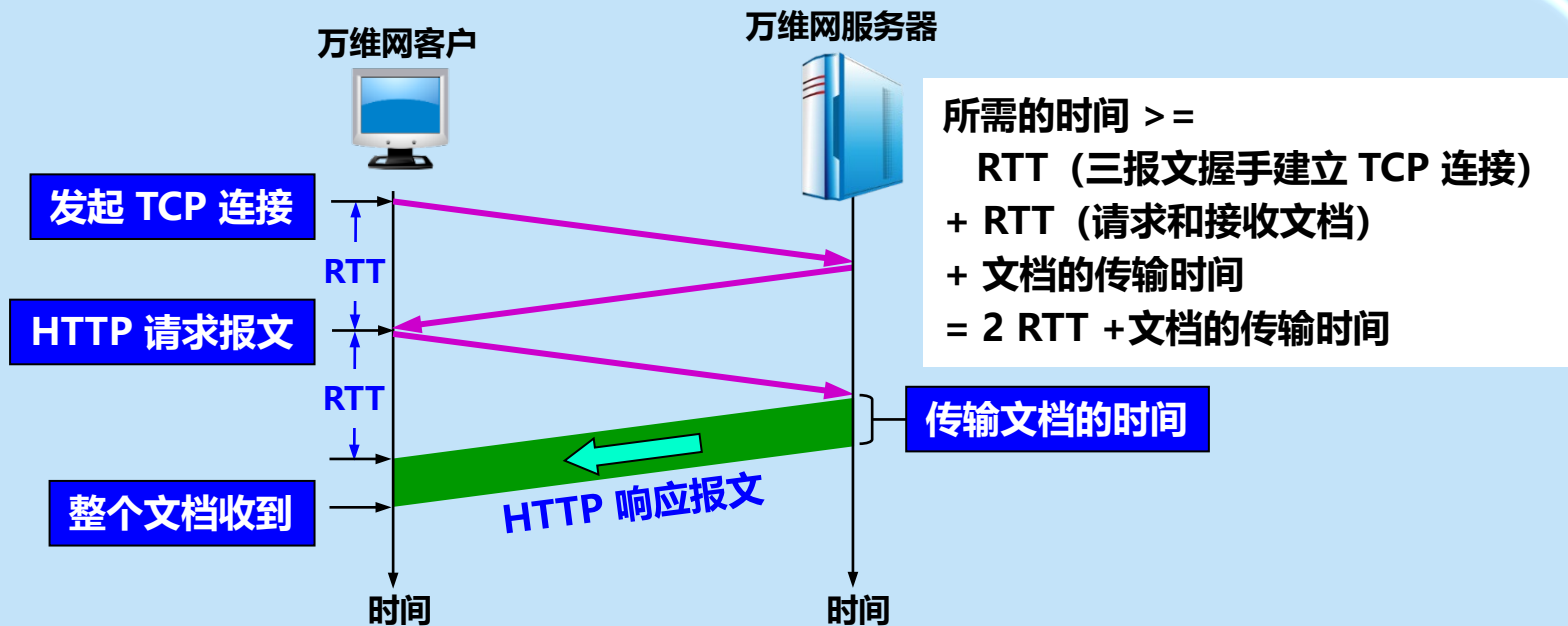 万维网客户
万维网服务器
所需的时间 >=
RTT（三报文握手建立 TCP 连接）
+ RTT（请求和接收文档）
+ 文档的传输时间
= 2 RTT +文档的传输时间
发起 TCP 连接
RTT
HTTP 请求报文
RTT
传输文档的时间
整个文档收到
HTTP 响应报文
时间
时间